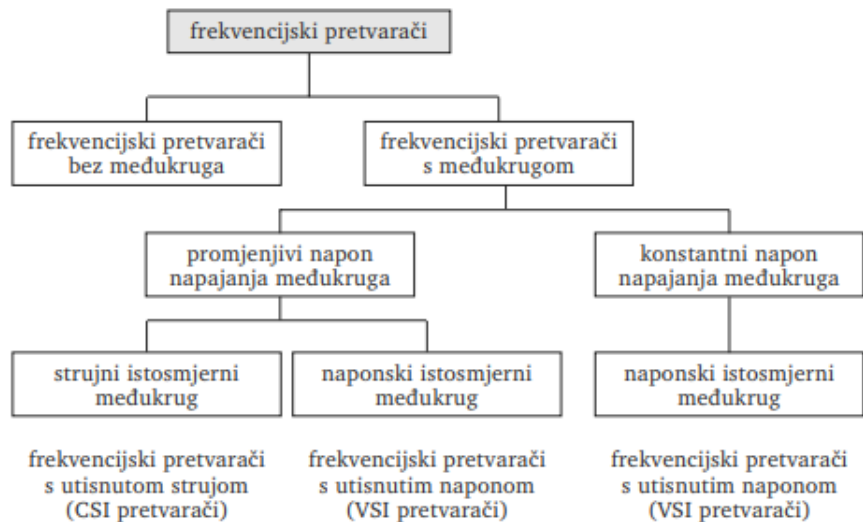 frekvencijski pretvarači
frekvencijski pretvarači
bez međukruga
frekvencijski pretvarači
s međukrugom
promjenjivi napon
napajanja međukruga
konstantni napon
napajanja međukruga
strujni istosmjerni
međukrug
naponski istosmjerni
međukrug
naponski istosmjerni
međukrug
frekvencijski pretvarači
s utisnutom strujom
(CSI pretvarači)
frekvencijski pretvarači
s utisnutim naponom
(VSI pretvarači)
frekvencijski pretvarači
s utisnutim naponom
(VSI pretvarači)